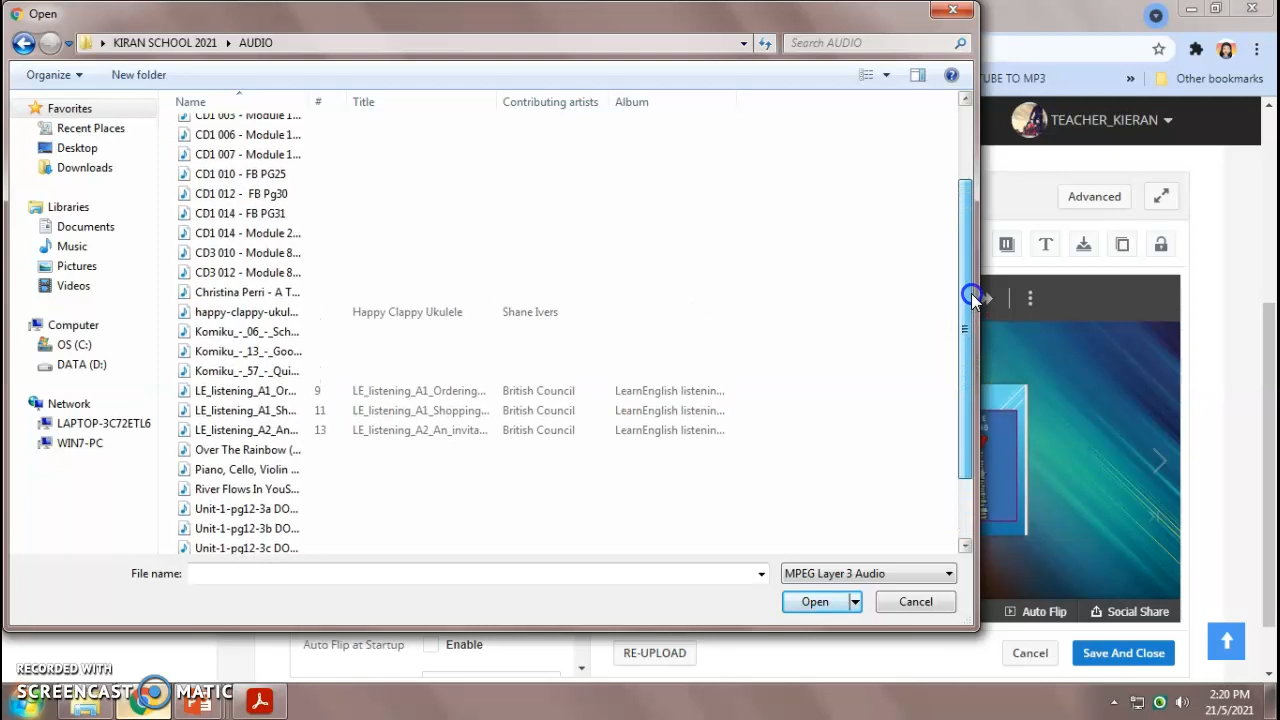 Open
KIRAN SCHOOL 2021 AUDIO Search AUDIO
Organize New folder
UBE TO MP3 Other bookmarks
TEACHER_KIERAN
Advanced
Name # Title Contributing artists Album
Favorites
Recent Places
Desktop
Downloads
Libraries
Documents
Music
Pictures
Videos
Computer
OS (C:)
DATA (D:)
Network
LAPTOP-3C72ETL6
WIN7-PC
CD1 003 - Module 1...
CD1 006 - Module 1...
CD1 007 - Module 1...
CD1 010 - FB PG25
CD1 012 - FB Pg30
CD1 014 - FB PG31
CD1 014 - Module 2...
CD3 010 - Module 8...
CD3 012 - Module 8...
Christina Perri - A T...
happy-clappy-ukul... Happy Clappy Ukulele Shane Ivers
Komiku_-_06_-_Sch...
Komiku_-_13_-_Goo...
Komiku_-_57_-_Qui...
LE_listening_A1_Or... 9 LE_listening_A1_Ordering... British Council LearnEnglish listenin...
LE_listening_A1_Sh... 11 LE_listening_A1_Shopping... British Council LearnEnglish listenin...
LE_listening_A2_An... 13 LE_listening_A2_An_invita... British Council LearnEnglish listenin...
Over The Rainbow (...
Piano, Cello, Violin ...
River Flows In YouS...
Unit-1-pg12-3a DO...
Unit-1-pg12-3b DO...
Unit-1-pg12-3c DO...
File name: MPEG Layer 3 Audio
Open Cancel
Auto Flip Social Share
Auto Flip at Startup Enable RE-UPLOAD Cancel Save And Close
RECORDED WITH
SCREENCAST MATIC
2:20 PM
21/5/2021